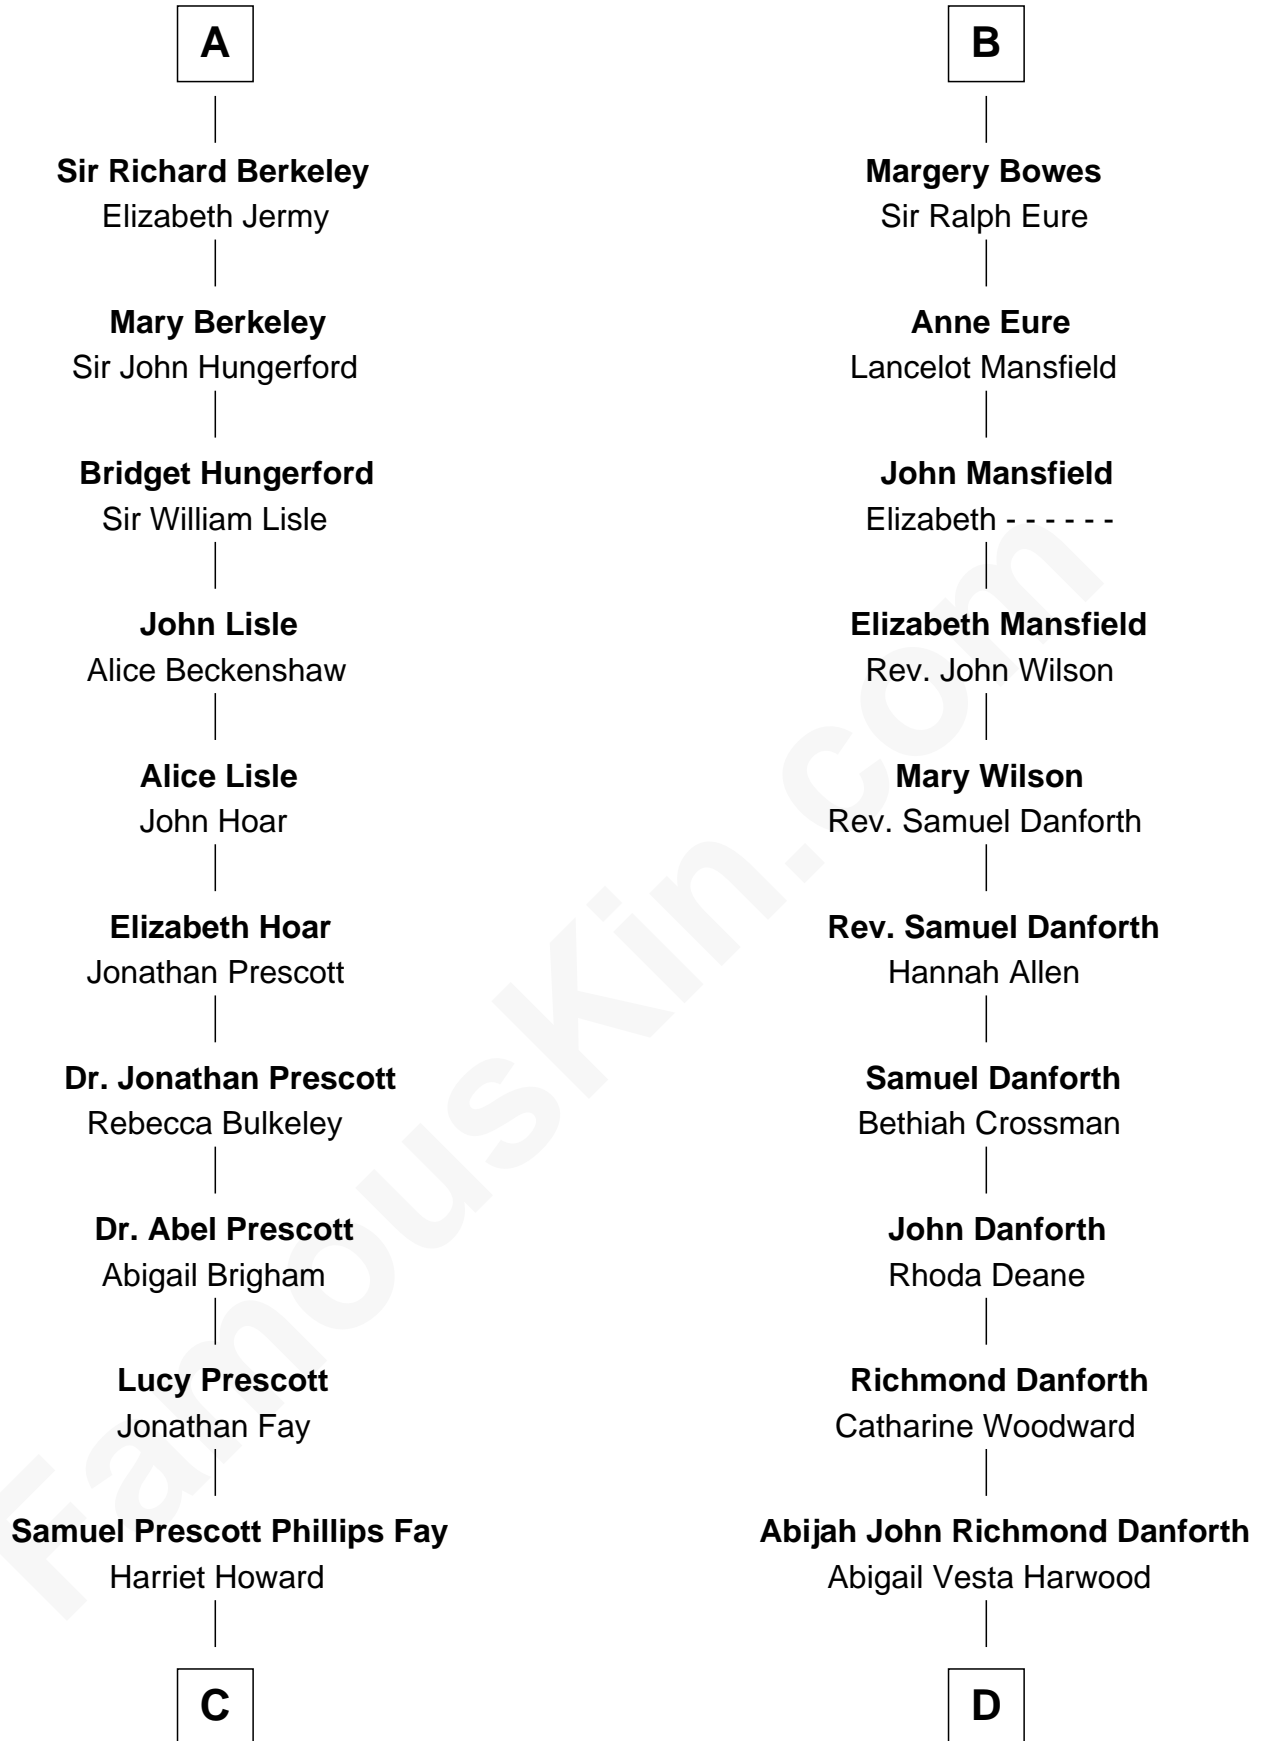 A
Sir Richard Berkeley
Elizabeth Jermy
Mary Berkeley
Sir John Hungerford
Bridget Hungerford
Sir William Lisle
John Lisle
Alice Beckenshaw
Alice Lisle
John Hoar
Elizabeth Hoar
Jonathan Prescott
Dr. Jonathan Prescott
Rebecca Bulkeley
Dr. Abel Prescott
Abigail Brigham
Lucy Prescott
Jonathan Fay
Samuel Prescott Phillips Fay
Harriet Howard
C
B
Margery Bowes
Sir Ralph Eure
Anne Eure
Lancelot Mansfield
John Mansfield
Elizabeth - - - - - -
Elizabeth Mansfield
Rev. John Wilson
Mary Wilson
Rev. Samuel Danforth
Rev. Samuel Danforth
Hannah Allen
Samuel Danforth
Bethiah Crossman
John Danforth
Rhoda Deane
Richmond Danforth
Catharine Woodward
Abijah John Richmond Danforth
Abigail Vesta Harwood
D
FamousKin.com